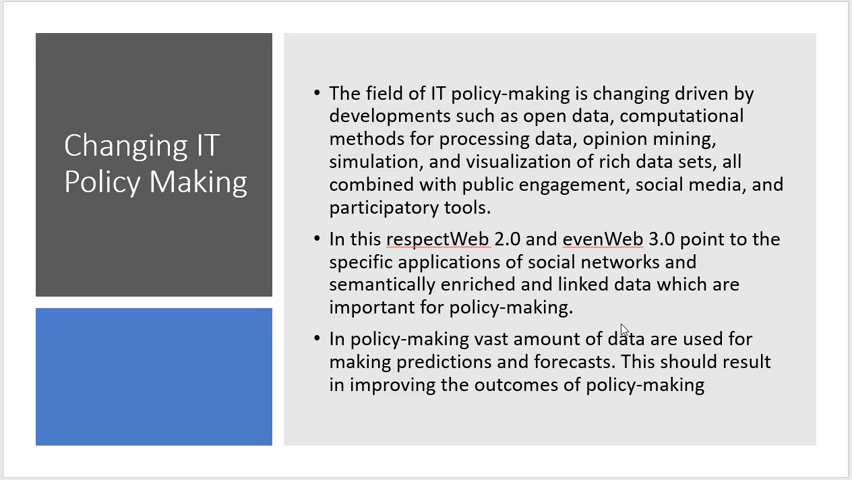 Changing IT
Policy Making
• The field of IT policy-making is changing driven by
developments such as open data, computational
methods for processing data, opinion mining,
simulation, and visualization of rich data sets, all
combined with public engagement, social media, and
participatory tools.
• In this respectWeb 2.0 and evenWeb 3.0 point to the
specific applications of social networks and
semantically enriched and linked data which are
important for policy-making.
• In policy-making vast amount of data are used for
making predictions and forecasts. This should result
in improving the outcomes of policy-making